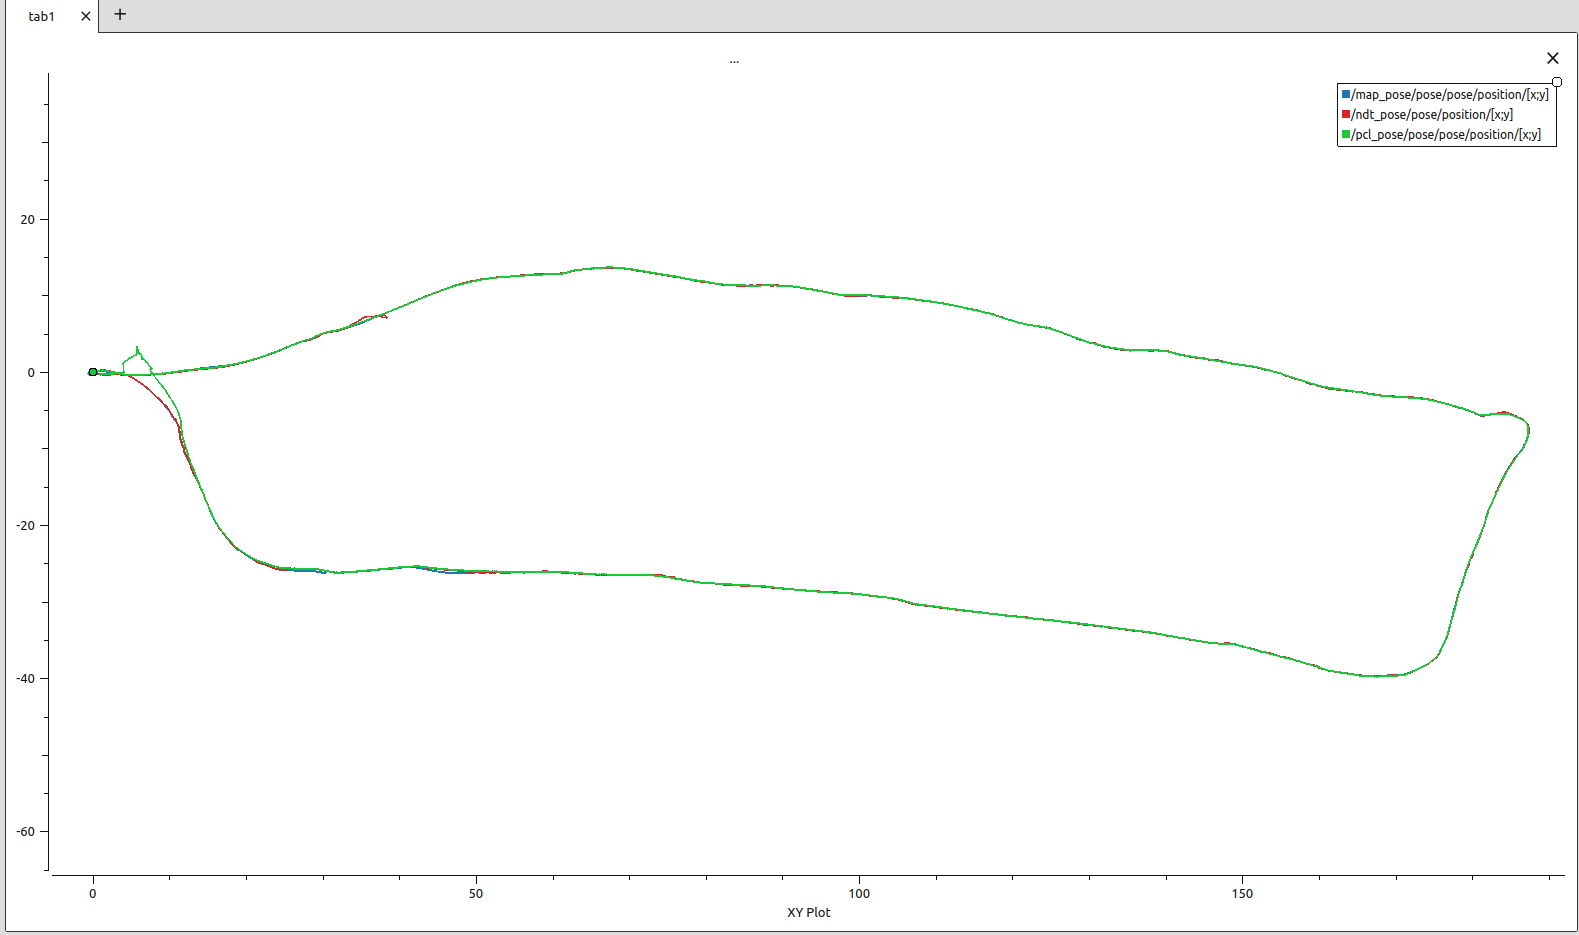 tab1
...
/map_pose/pose/pose/position/[x;y]
/ndt_pose/pose/position/[x;y]
/pcl_pose/pose/pose/position/[x;y]
20
0
-20
-40
-60
0 50 100 150
XY Plot